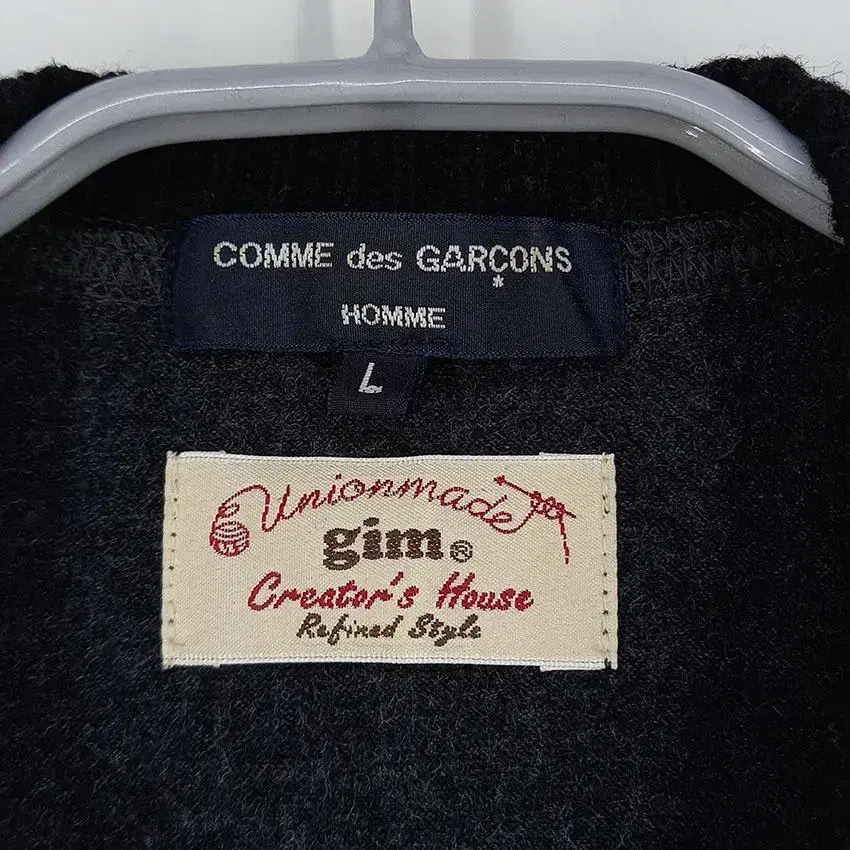 COMME des GARÇONS
*
HOMME
L
Unionmade
gim®
Creator's House
Refined Style